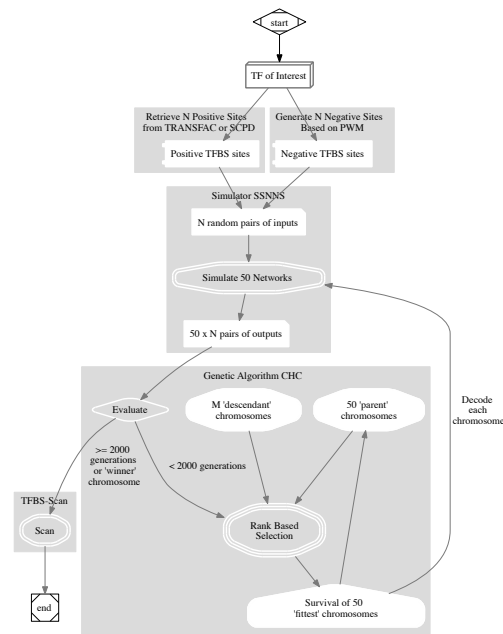 start
TF of Interest
Retrieve N Positive Sites
from TRANSFAC or SCPD
Generate N Negative Sites
Based on PWM
Positive TFBS sites
Negative TFBS sites
Simulator SSNNS
N random pairs of inputs
Simulate 50 Networks
50 x N pairs of outputs
Genetic Algorithm CHC
Evaluate
M 'descendant'
chromosomes
50 'parent'
chromosomes
Decode
each
chromosome
>= 2000
generations
or 'winner'
chromosome
< 2000 generations
TFBS-Scan
Scan
Rank Based
Selection
end
Survival of 50
'fittest' chromosomes